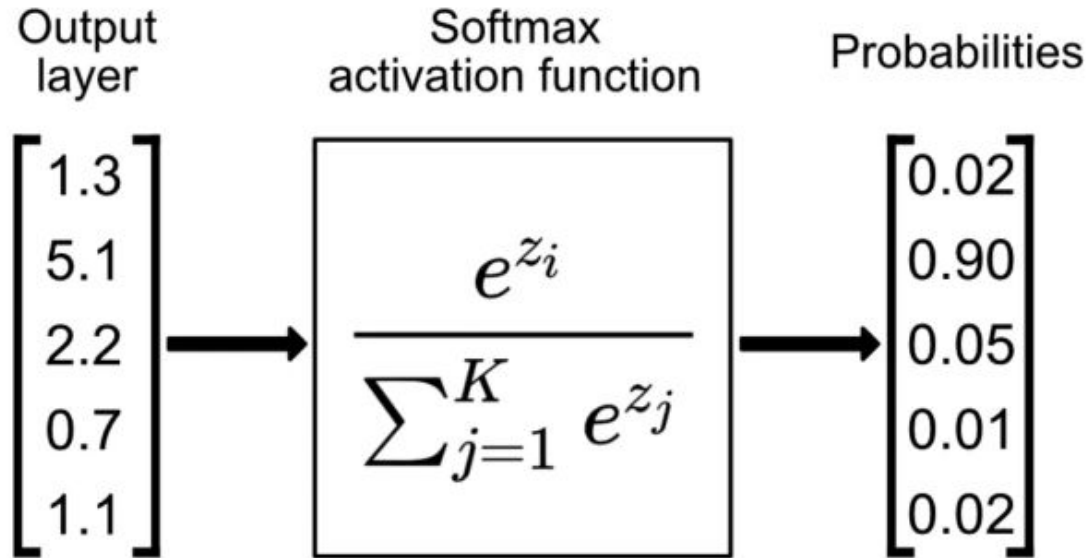 Output
layer
Softmax
activation function
Probabilities
1.3
5.1
2.2
0.7
1.1
e^{z_i}
∑_{j=1}^{K} e^{z_j}
0.02
0.90
0.05
0.01
0.02